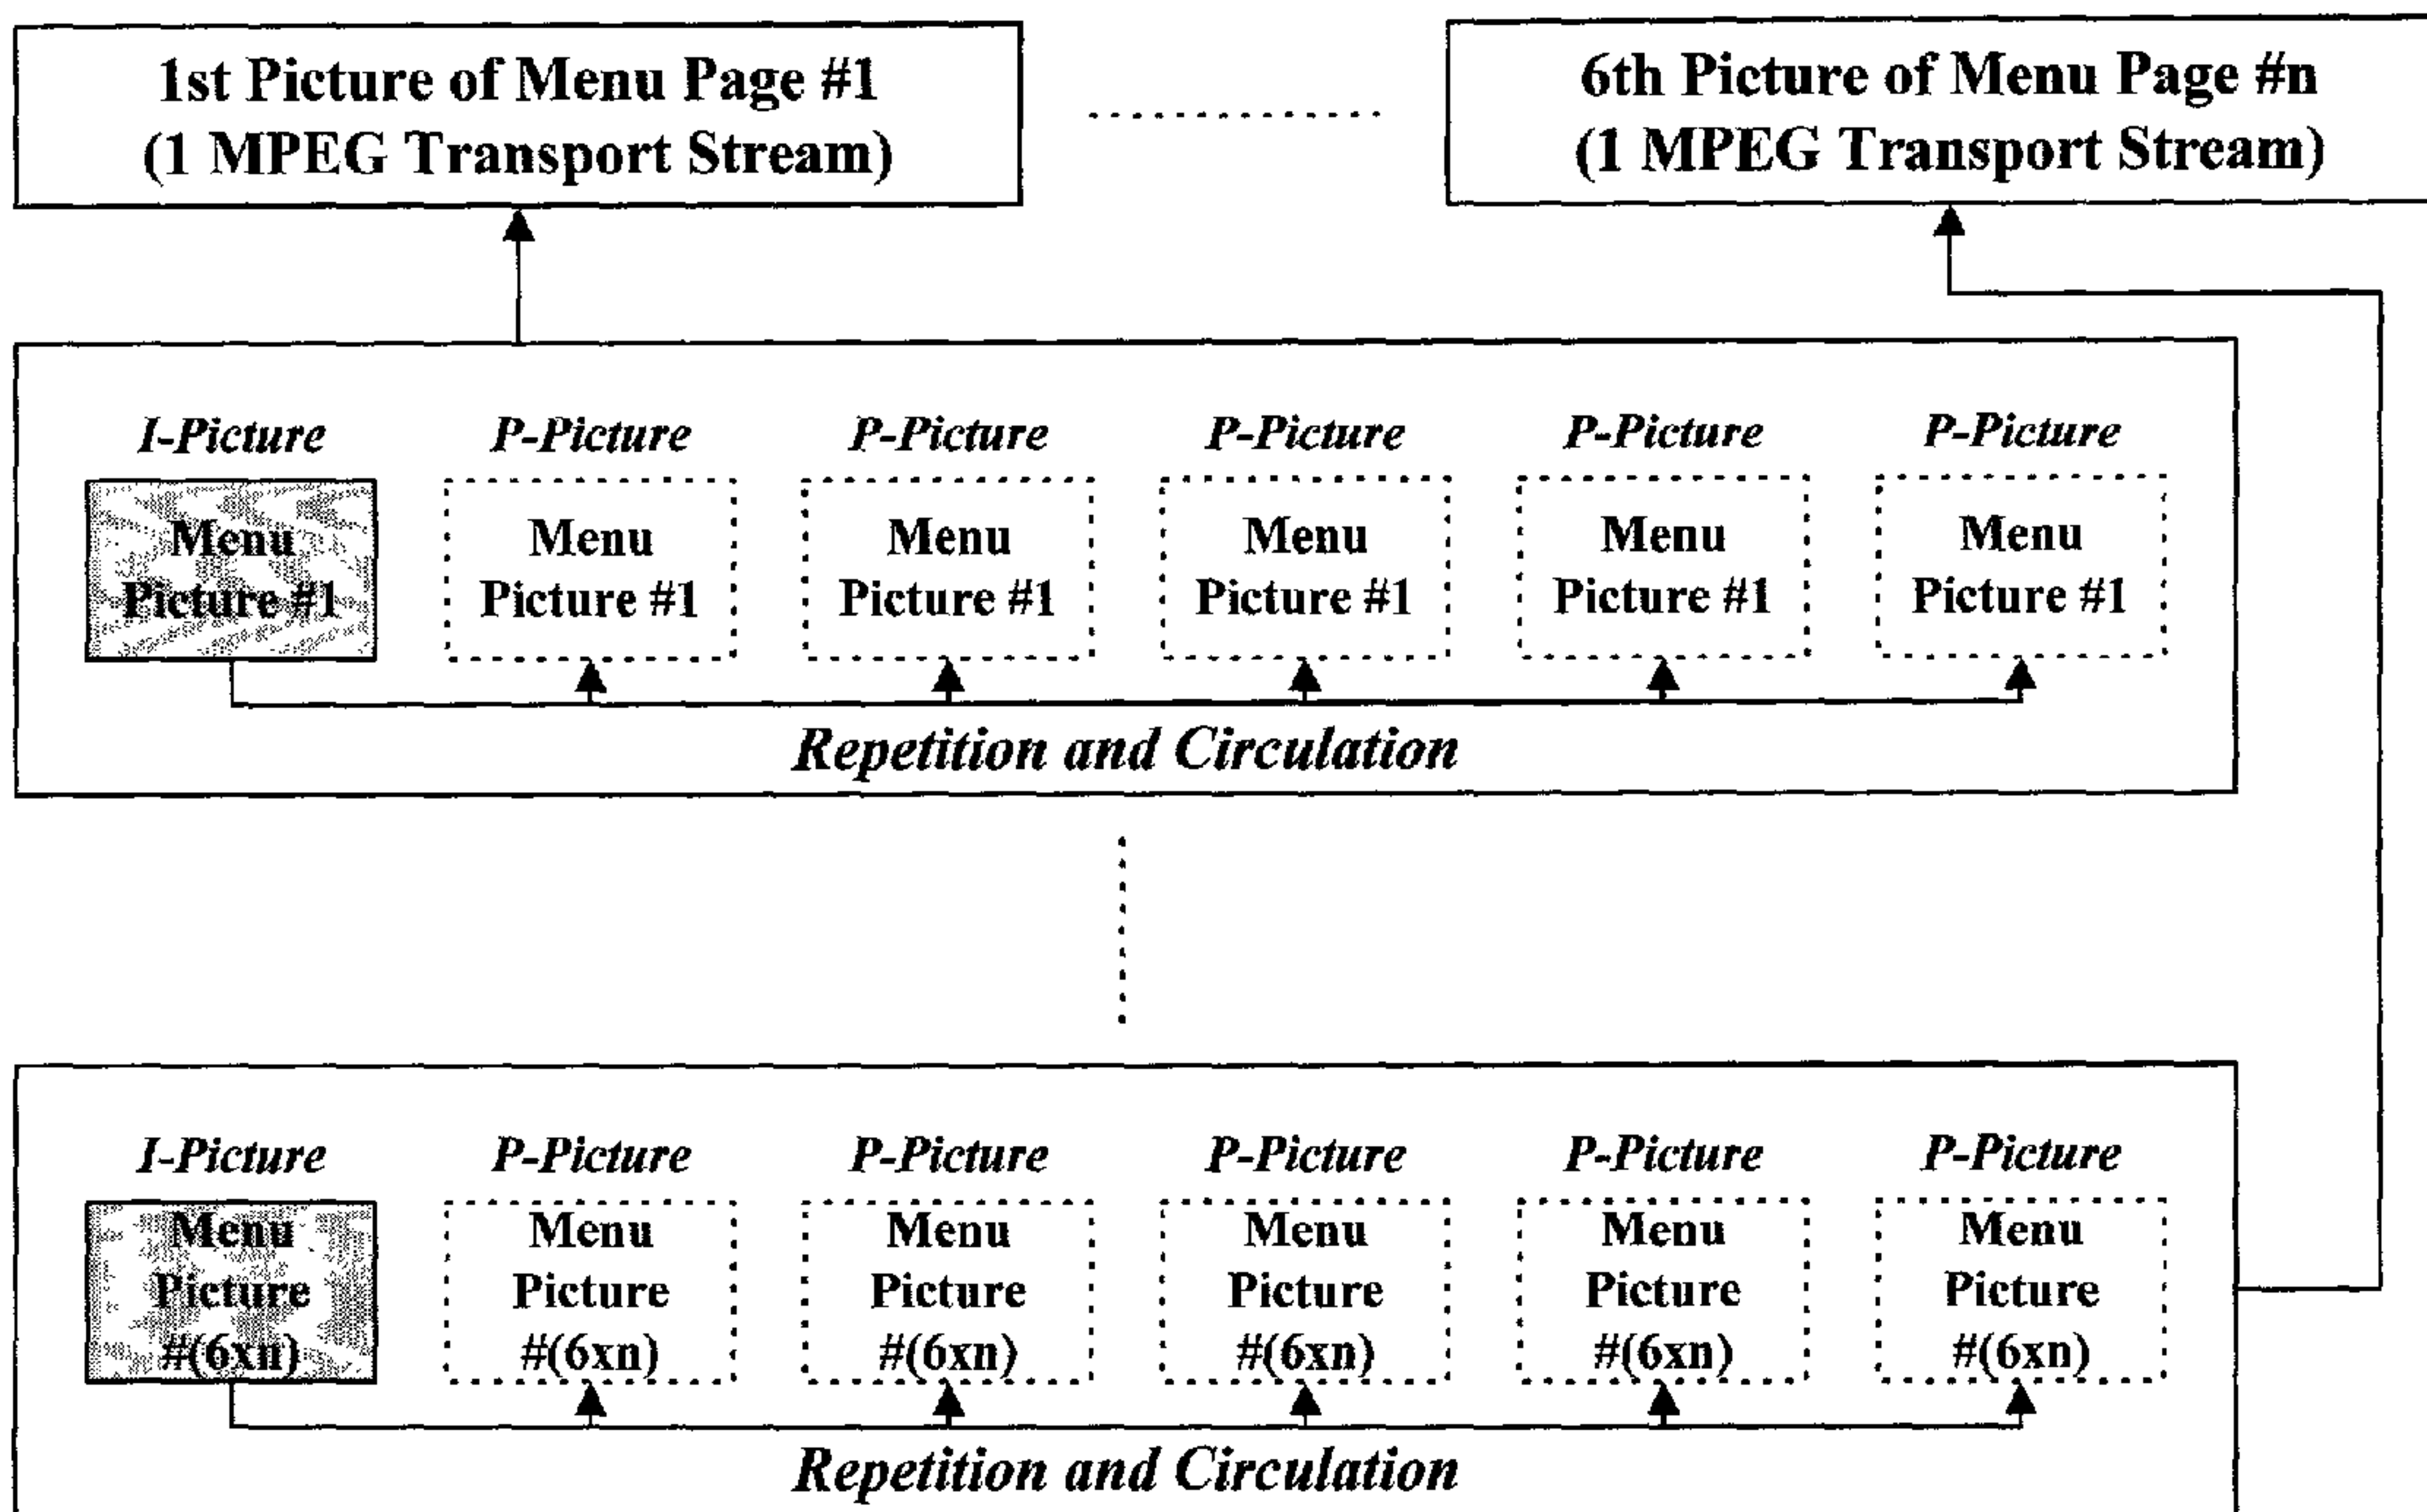 1st Picture of Menu Page #1
(1 MPEG Transport Stream)
6th Picture of Menu Page #n
(1 MPEG Transport Stream)
I-Picture
P-Picture
P-Picture
P-Picture
P-Picture
P-Picture
Menu
Picture #1
Menu
Picture #1
Menu
Picture #1
Menu
Picture #1
Menu
Picture #1
Menu
Picture #1
Repetition and Circulation
I-Picture
P-Picture
P-Picture
P-Picture
P-Picture
P-Picture
Menu
Picture
#(6xn)
Menu
Picture
#(6xn)
Menu
Picture
#(6xn)
Menu
Picture
#(6xn)
Menu
Picture
#(6xn)
Menu
Picture
#(6xn)
Repetition and Circulation